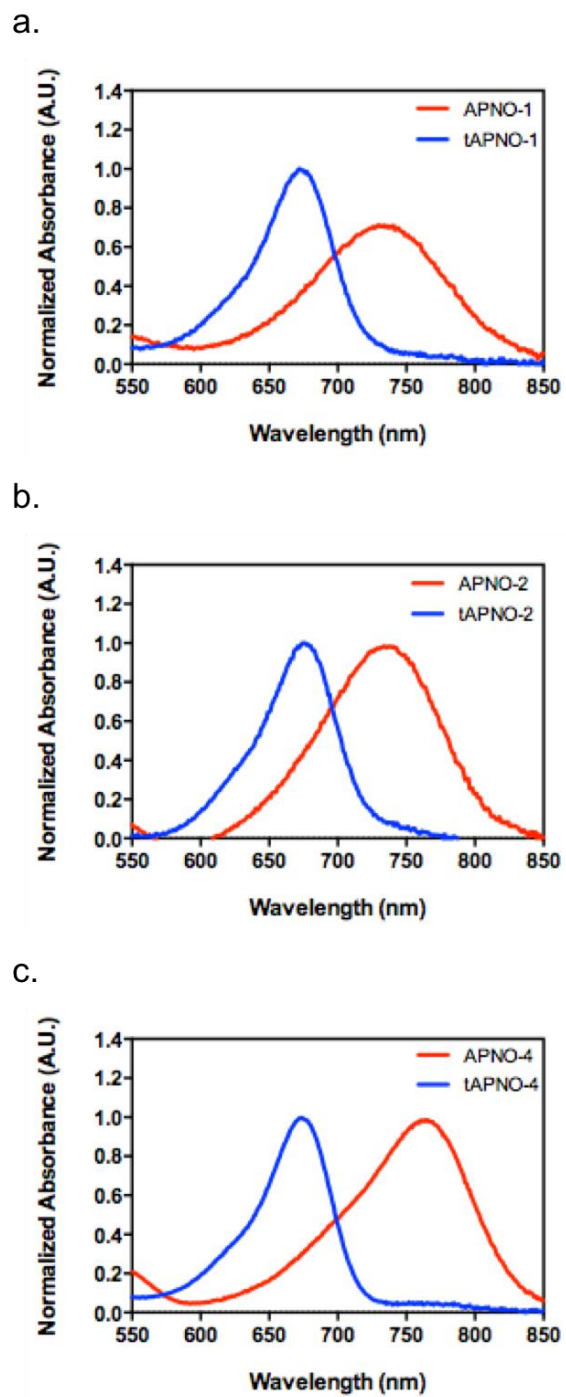 a.
Normalized Absorbance (A.U.)
1.4
1.2
1.0
0.8
0.6
0.4
0.2
0.0
APNO-1
tAPNO-1
550 600 650 700 750 800 850
Wavelength (nm)
b.
Normalized Absorbance (A.U.)
1.4
1.2
1.0
0.8
0.6
0.4
0.2
0.0
APNO-2
tAPNO-2
550 600 650 700 750 800 850
Wavelength (nm)
c.
Normalized Absorbance (A.U.)
1.4
1.2
1.0
0.8
0.6
0.4
0.2
0.0
APNO-4
tAPNO-4
550 600 650 700 750 800 850
Wavelength (nm)